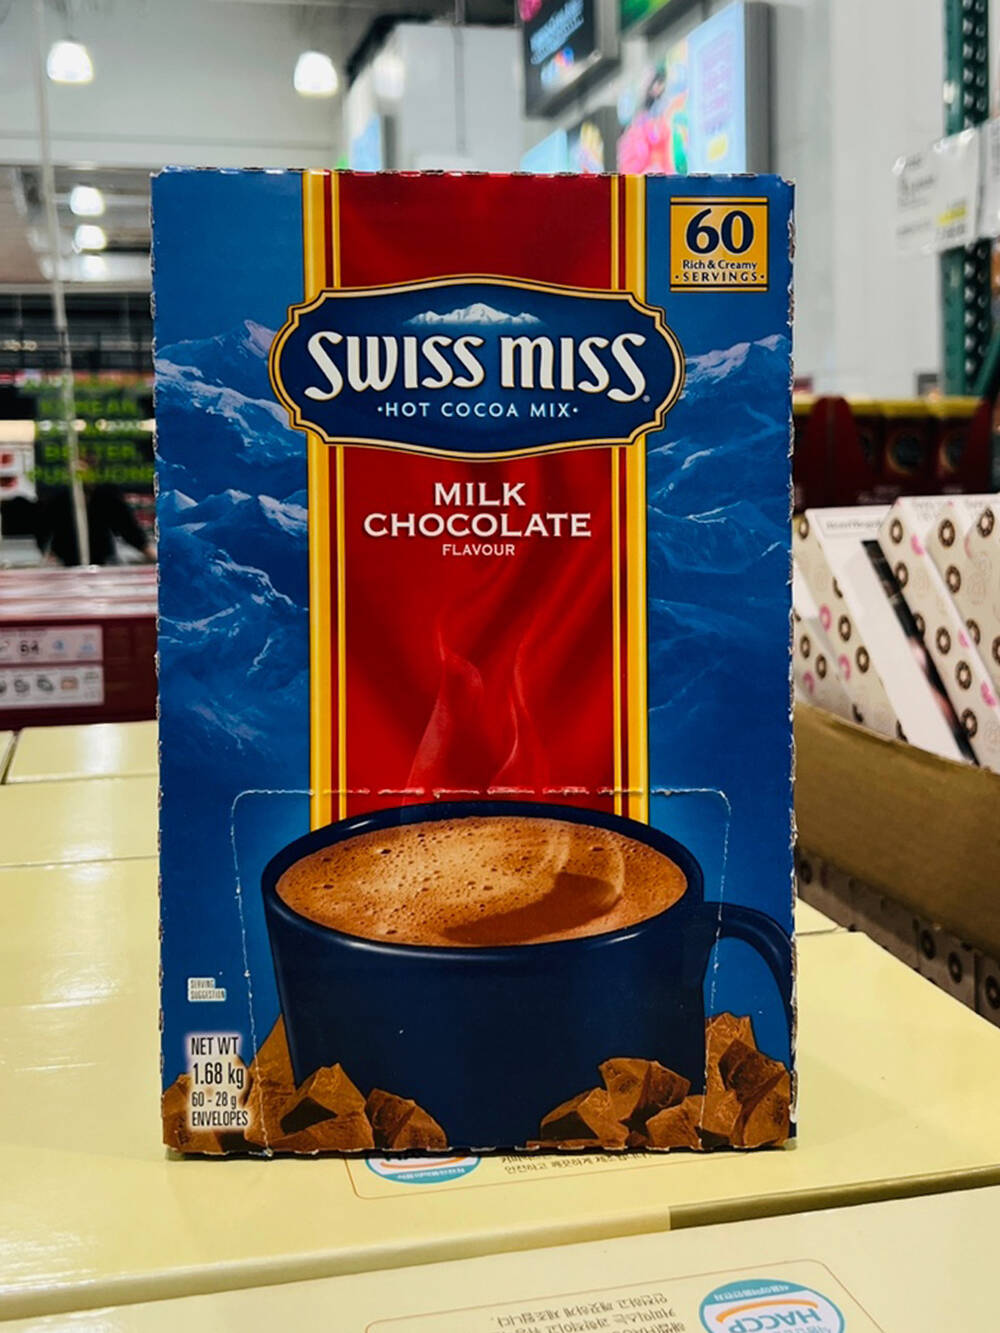 60
Rich & Creamy
• SERVINGS •
SWISS MISS
•HOT COCOA MIX•
MILK
CHOCOLATE
FLAVOUR
SERVING
SUGGESTION
NET WT
1.68 kg
60 - 28 g
ENVELOPES
HACCP